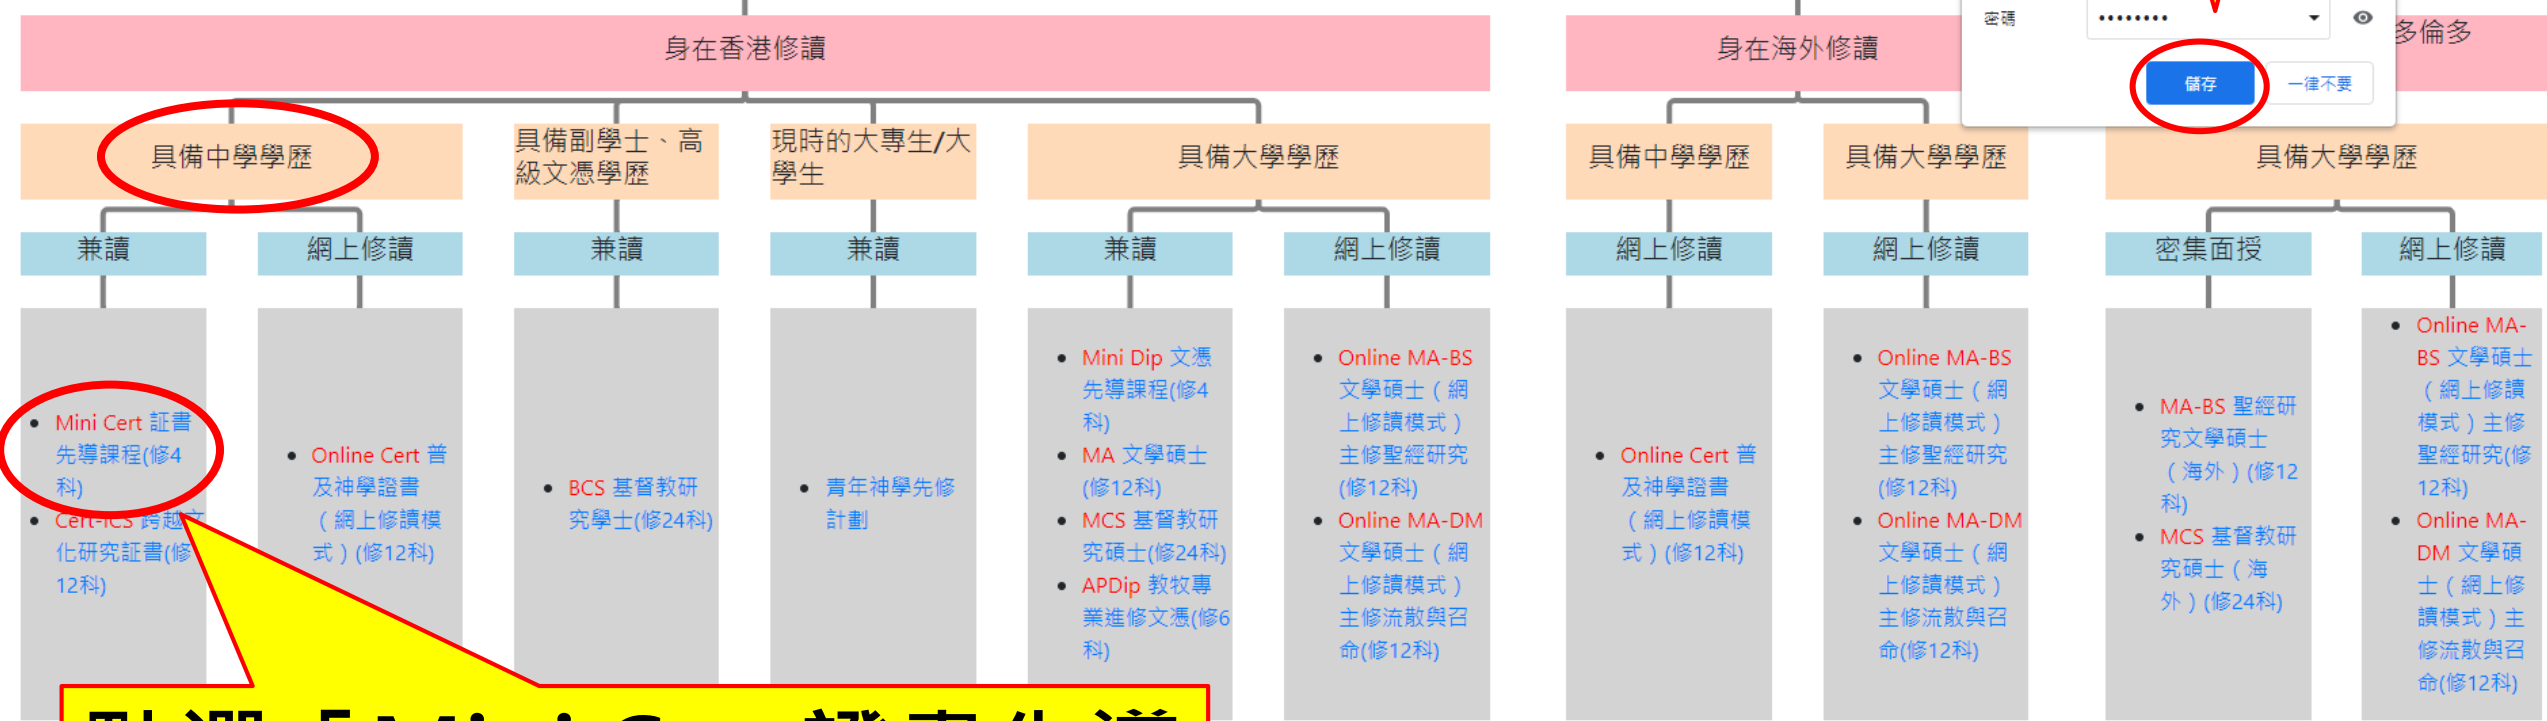 密碼
••••••••
儲存
一律不要
身在香港修讀
身在海外修讀
多倫多
具備中學學歷
具備副學士、高
級文憑學歷
現時的大專生/大
學生
具備大學學歷
具備中學學歷
具備大學學歷
具備大學學歷
兼讀
網上修讀
兼讀
兼讀
兼讀
網上修讀
網上修讀
網上修讀
密集面授
網上修讀
• Mini Cert 証書
先導課程(修4
科)
• Cert-ICS 跨越文
化研究証書(修
12科)
• Online Cert 普
及神學證書
（網上修讀模
式）(修12科)
• BCS 基督教研
究學士(修24科)
• 青年神學先修
計劃
• Mini Dip 文憑
先導課程(修4
科)
• MA 文學碩士
(修12科)
• MCS 基督教研
究碩士(修24科)
• APDip 教牧專
業進修文憑(修6
科)
• Online MA-BS
文學碩士（網
上修讀模式）
主修聖經研究
(修12科)
• Online MA-DM
文學碩士（網
上修讀模式）
主修流散與召
命(修12科)
• Online Cert 普
及神學證書
（網上修讀模
式）(修12科)
• Online MA-BS
文學碩士（網
上修讀模式）
主修聖經研究
(修12科)
• Online MA-DM
文學碩士（網
上修讀模式）
主修流散與召
命(修12科)
• MA-BS 聖經研
究文學碩士
（海外）(修12
科)
• MCS 基督教研
究碩士（海
外）(修24科)
• Online MA-
BS 文學碩士
（網上修讀
模式）主修
聖經研究(修
12科)
• Online MA-
DM 文學碩
士（網上修
讀模式）主
修流散與召
命(修12科)